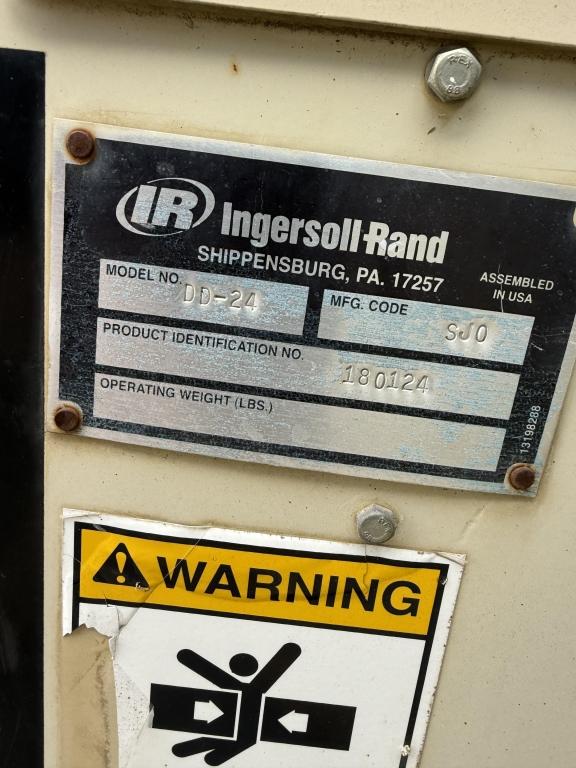 IR Ingersoll-Rand
SHIPPENSBURG, PA. 17257
ASSEMBLED
IN USA
MODEL NO. DD-24
MFG. CODE SJO
PRODUCT IDENTIFICATION NO. 180124
OPERATING WEIGHT (LBS.)
13198288
WARNING